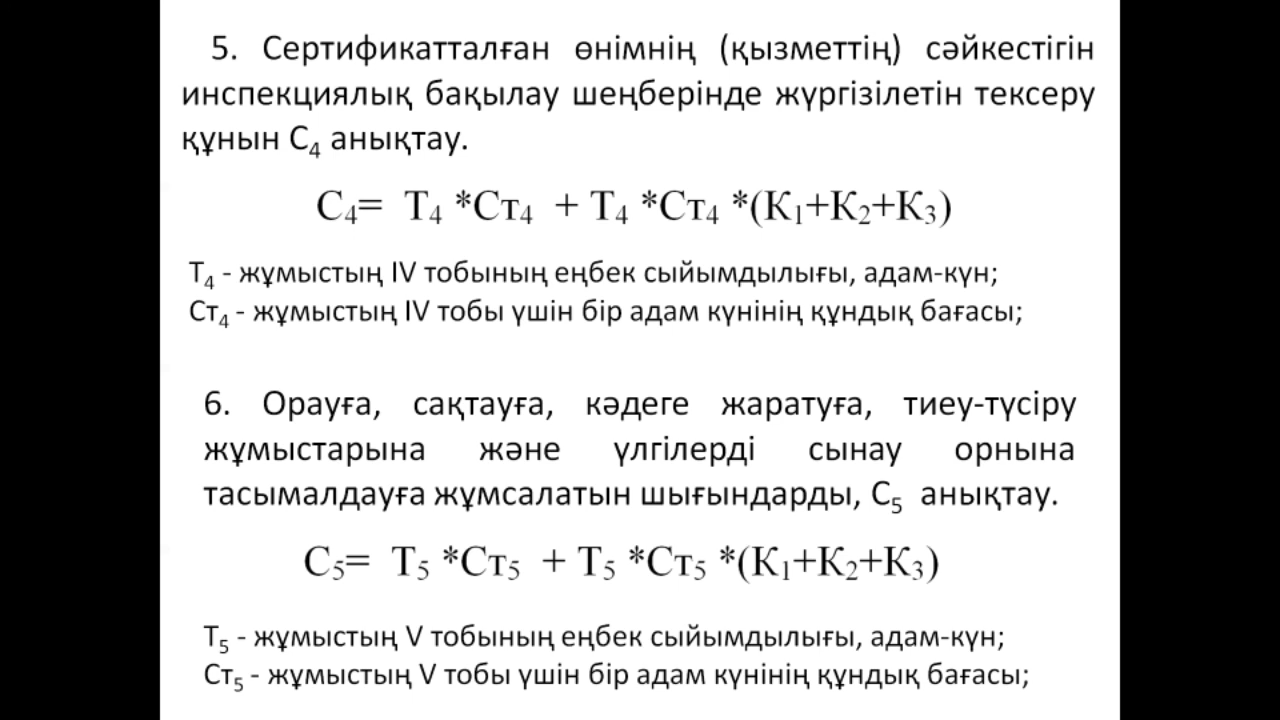 5. Сертификатталған өнімнің (қызметтің) сәйкестігін
инспекциялық бақылау шеңберінде жүргізілетін тексеру
құнын С₄ анықтау.
С₄= Т₄ *Ст₄ + Т₄ *Ст₄ *(К₁+К₂+К₃)
Т₄ - жұмыстың IV тобының еңбек сыйымдылығы, адам-күн;
Ст₄ - жұмыстың IV тобы үшін бір адам күнінің құндық бағасы;
6. Орауға, сақтауға, кәдеге жаратуға, тиеу-түсіру
жұмыстарына және үлгілерді сынау орнына
тасымалдауға жұмсалатын шығындарды, С₅ анықтау.
С₅= Т₅ *Ст₅ + Т₅ *Ст₅ *(К₁+К₂+К₃)
Т₅ - жұмыстың V тобының еңбек сыйымдылығы, адам-күн;
Ст₅ - жұмыстың V тобы үшін бір адам күнінің құндық бағасы;